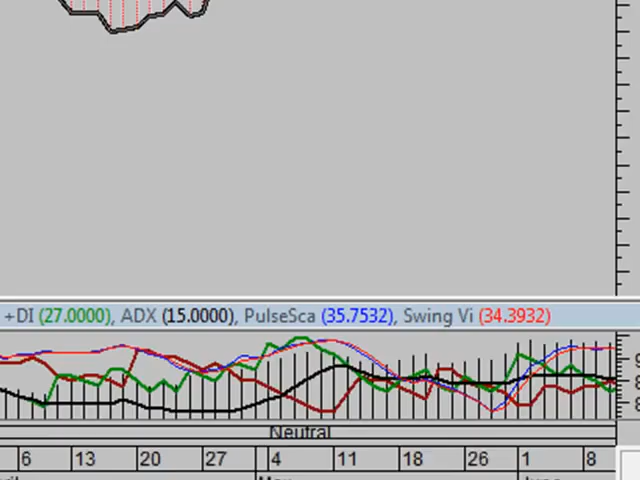 +DI (27.0000), ADX (15.0000), PulseSca (35.7532), Swing Vi (34.3932)
Neutral
6 13 20 27 4 11 18 26 1 8